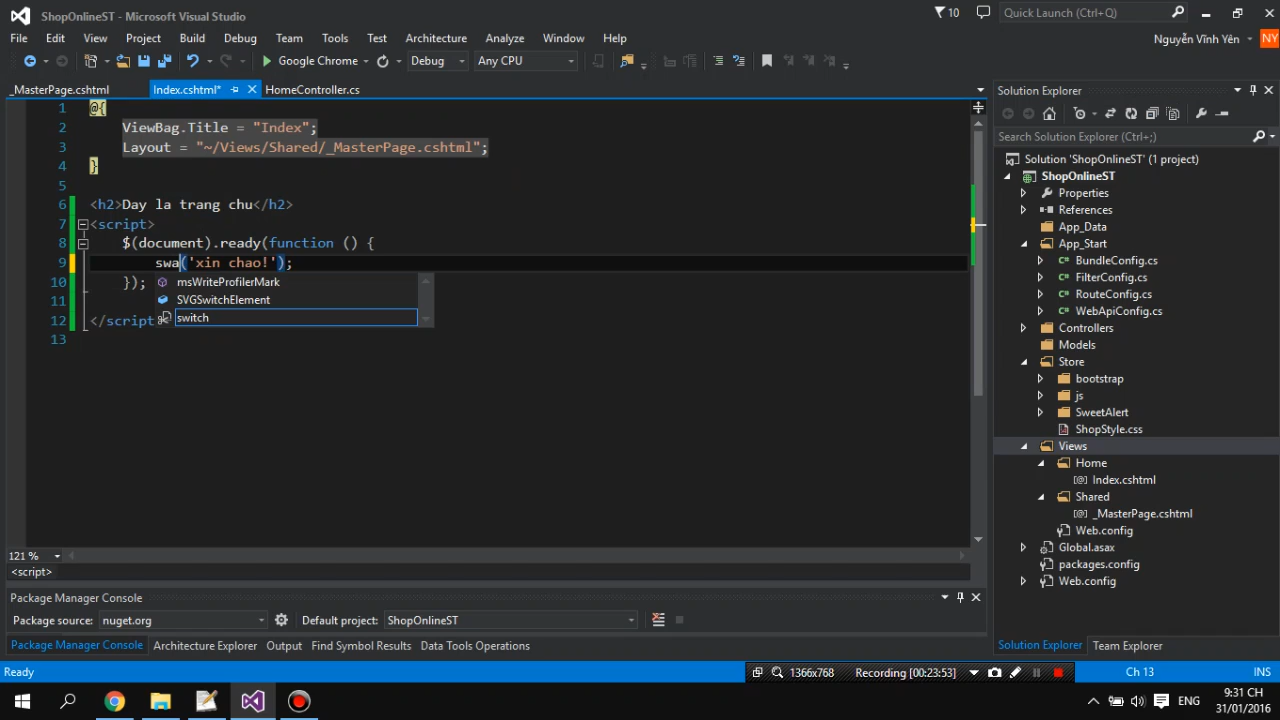 ShopOnlineST - Microsoft Visual Studio
10
Quick Launch (Ctrl+Q)
File Edit View Project Build Debug Team Tools Test Architecture Analyze Window Help
Nguyễn Vĩnh Yên
NY
Google Chrome
Debug
Any CPU
_MasterPage.cshtml
Index.cshtml*
HomeController.cs
1 @{
2 ViewBag.Title = "Index";
3 Layout = "~/Views/Shared/_MasterPage.cshtml";
4 }
5
6 <h2>Day la trang chu</h2>
7 <script>
8 $(document).ready(function () {
9 swa('xin chao!');
10 });
11
12 </script
13
msWriteProfilerMark
SVGSwitchElement
switch
121 %
<script>
Solution Explorer
Search Solution Explorer (Ctrl+;)
Solution 'ShopOnlineST' (1 project)
ShopOnlineST
Properties
References
App_Data
App_Start
BundleConfig.cs
FilterConfig.cs
RouteConfig.cs
WebApiConfig.cs
Controllers
Models
Store
bootstrap
js
SweetAlert
ShopStyle.css
Views
Home
Index.cshtml
Shared
_MasterPage.cshtml
Web.config
Global.asax
packages.config
Web.config
Solution Explorer
Team Explorer
Package Manager Console
Package source: nuget.org
Default project: ShopOnlineST
Package Manager Console
Architecture Explorer
Output
Find Symbol Results
Data Tools Operations
Ready
1366x768
Recording [00:23:53]
Ch 13
INS
ENG
9:31 CH
31/01/2016